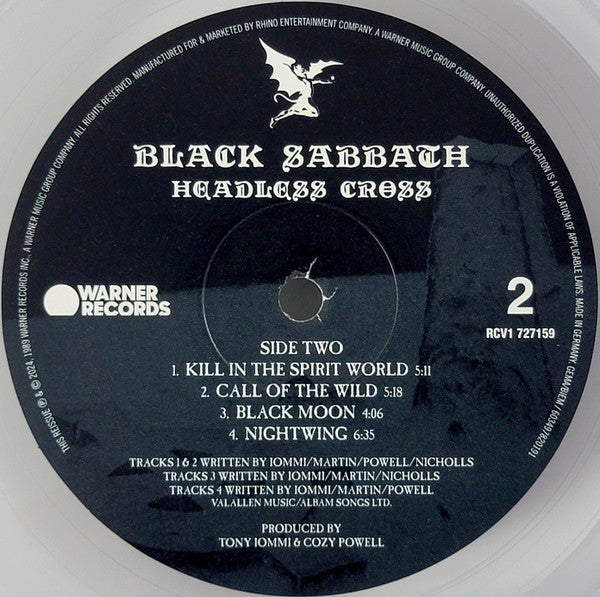 THIS REISSUE ℗ & © 2024, 1989 WARNER RECORDS INC., A WARNER MUSIC GROUP COMPANY. ALL RIGHTS RESERVED. MANUFACTURED FOR & MARKETED BY RHINO ENTERTAINMENT COMPANY. A WARNER MUSIC GROUP COMPANY. UNAUTHORIZED DUPLICATION IS A VIOLATION OF APPLICABLE LAWS. MADE IN GERMANY. GEMA/BIEM/ 603497820191
BLACK SABBATH
HEADLESS CROSS
WARNER
RECORDS
2
RCV1 727159
SIDE TWO
1. KILL IN THE SPIRIT WORLD 5:11
2. CALL OF THE WILD 5:18
3. BLACK MOON 4:06
4. NIGHTWING 6:35
TRACKS 1 & 2 WRITTEN BY IOMMI/MARTIN/POWELL/NICHOLLS
TRACKS 3 WRITTEN BY IOMMI/MARTIN/NICHOLLS
TRACKS 4 WRITTEN BY IOMMI/MARTIN/POWELL
VALALLEN MUSIC/ALBAM SONGS LTD.
PRODUCED BY
TONY IOMMI & COZY POWELL